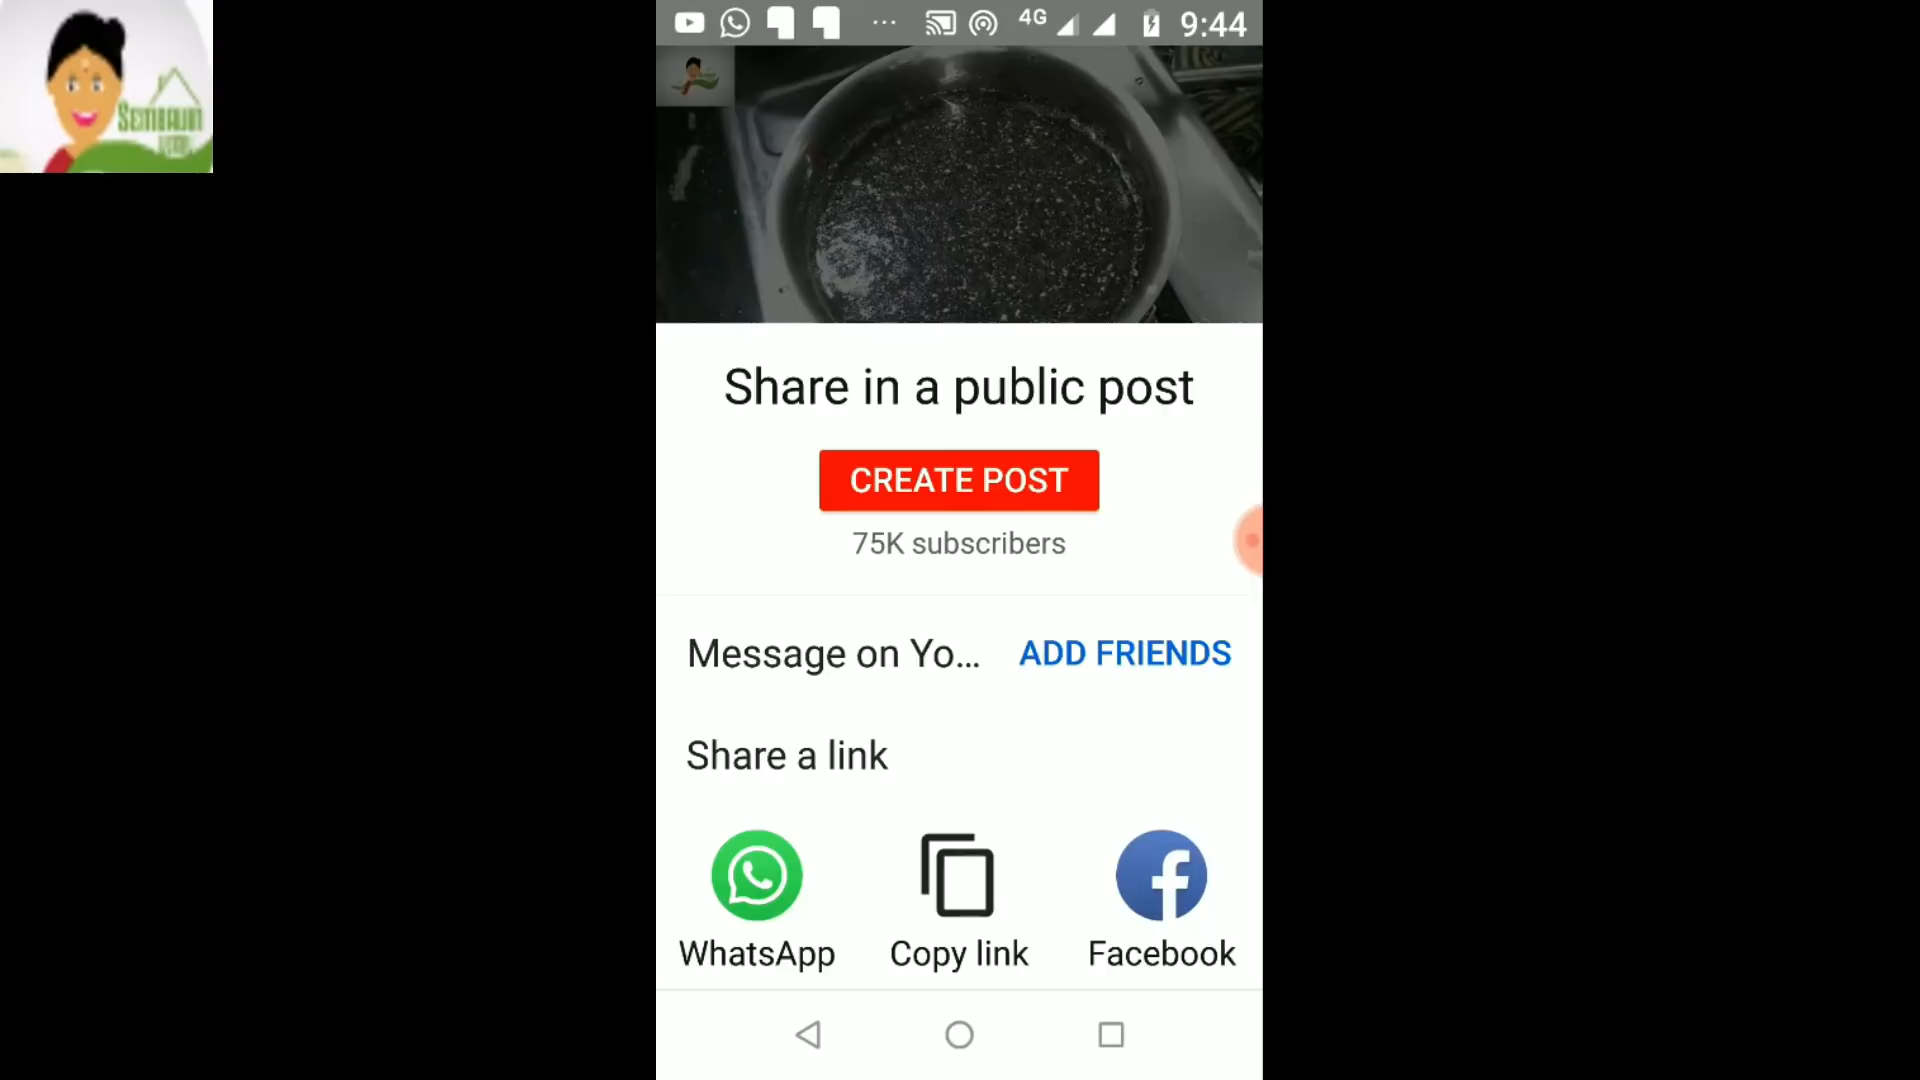 4G 9:44
Share in a public post
CREATE POST
75K subscribers
Message on Yo... ADD FRIENDS
Share a link
WhatsApp Copy link Facebook